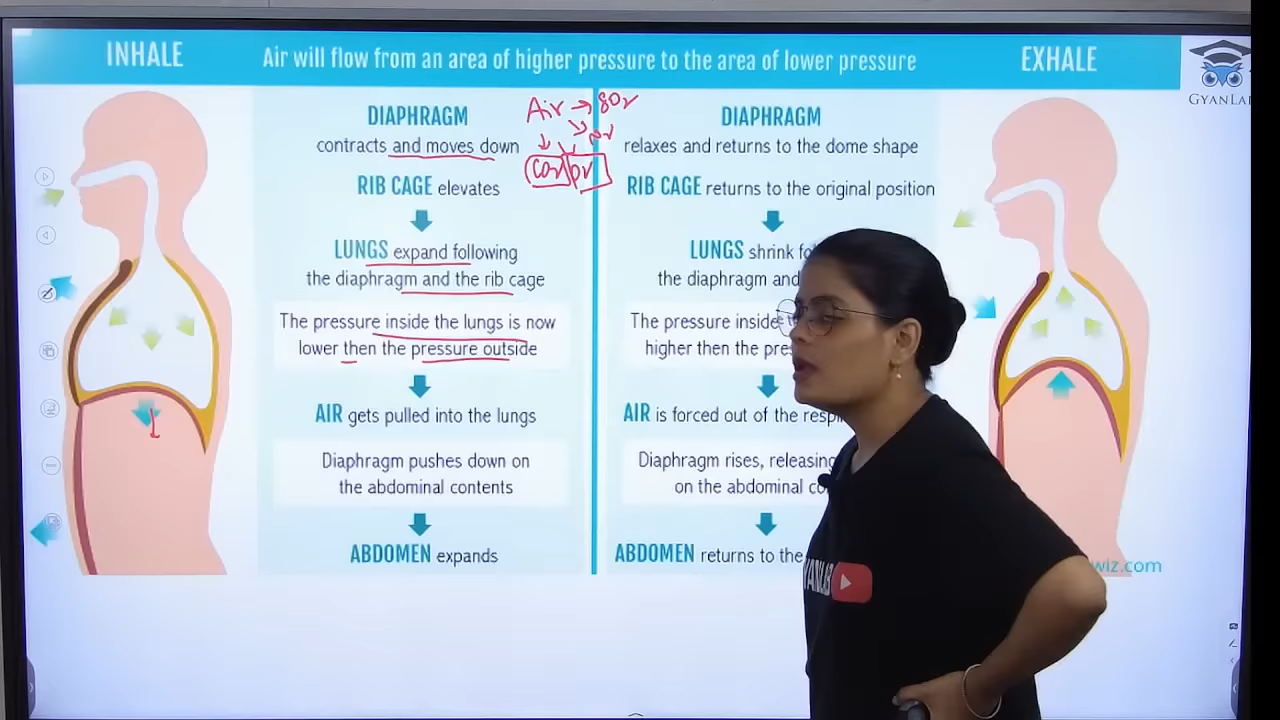 INHALE
Air will flow from an area of higher pressure to the area of lower pressure
EXHALE
GYANLA
DIAPHRAGM
contracts and moves down
RIB CAGE elevates
LUNGS expand following
the diaphragm and the rib cage
The pressure inside the lungs is now
lower then the pressure outside
AIR gets pulled into the lungs
Diaphragm pushes down on
the abdominal contents
ABDOMEN expands
Air → SO₂
DIAPHRAGM
relaxes and returns to the dome shape
RIB CAGE returns to the original position
LUNGS shrink fo
the diaphragm and
The pressure inside
higher then the pre
AIR is forced out of the respi
Diaphragm rises, releasing
on the abdominal co
ABDOMEN returns to the
wiz.com
YANLAB